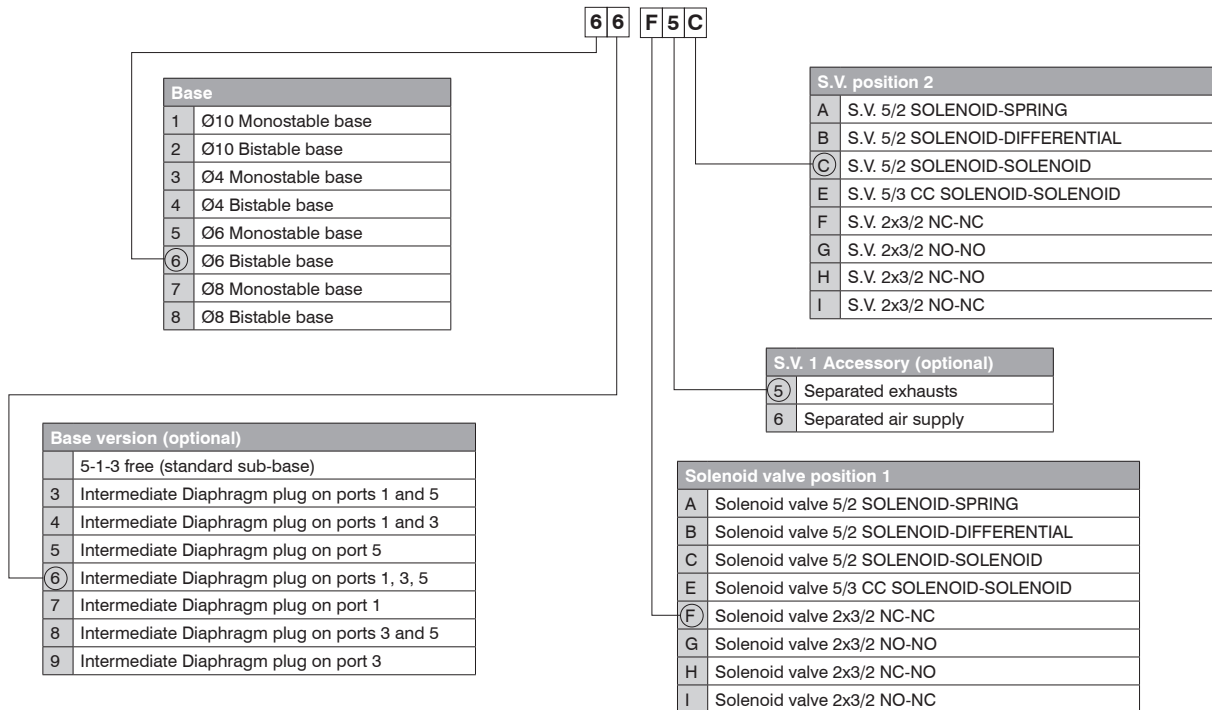 6 6 F 5 C
Base
1 Ø10 Monostable base
2 Ø10 Bistable base
3 Ø4 Monostable base
4 Ø4 Bistable base
5 Ø6 Monostable base
6 Ø6 Bistable base
7 Ø8 Monostable base
8 Ø8 Bistable base
S.V. position 2
A S.V. 5/2 SOLENOID-SPRING
B S.V. 5/2 SOLENOID-DIFFERENTIAL
C S.V. 5/2 SOLENOID-SOLENOID
E S.V. 5/3 CC SOLENOID-SOLENOID
F S.V. 2x3/2 NC-NC
G S.V. 2x3/2 NO-NO
H S.V. 2x3/2 NC-NO
I S.V. 2x3/2 NO-NC
S.V. 1 Accessory (optional)
5 Separated exhausts
6 Separated air supply
Base version (optional)
5-1-3 free (standard sub-base)
3 Intermediate Diaphragm plug on ports 1 and 5
4 Intermediate Diaphragm plug on ports 1 and 3
5 Intermediate Diaphragm plug on port 5
6 Intermediate Diaphragm plug on ports 1, 3, 5
7 Intermediate Diaphragm plug on port 1
8 Intermediate Diaphragm plug on ports 3 and 5
9 Intermediate Diaphragm plug on port 3
Solenoid valve position 1
A Solenoid valve 5/2 SOLENOID-SPRING
B Solenoid valve 5/2 SOLENOID-DIFFERENTIAL
C Solenoid valve 5/2 SOLENOID-SOLENOID
E Solenoid valve 5/3 CC SOLENOID-SOLENOID
F Solenoid valve 2x3/2 NC-NC
G Solenoid valve 2x3/2 NO-NO
H Solenoid valve 2x3/2 NC-NO
I Solenoid valve 2x3/2 NO-NC